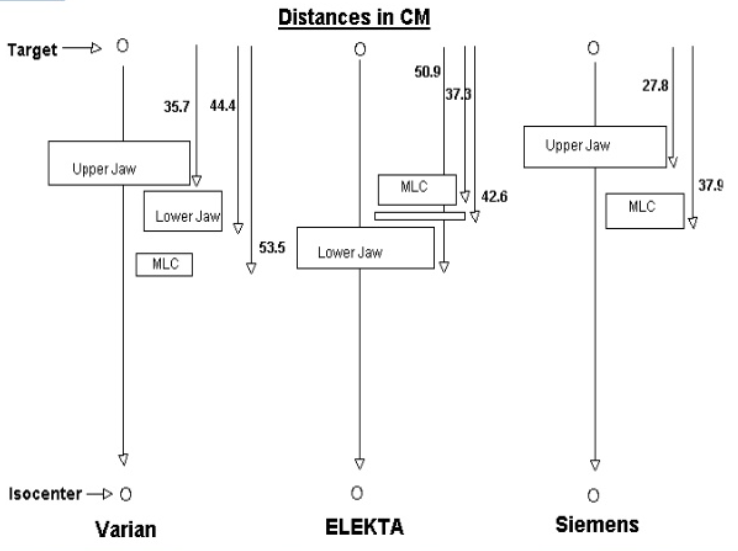 Distances in CM
Target O O O
35.7 44.4 50.9 37.3 27.8
Upper Jaw Upper Jaw
MLC 42.6 MLC 37.9
Lower Jaw
53.5 Lower Jaw
MLC
Isocenter O O O
Varian ELEKTA Siemens